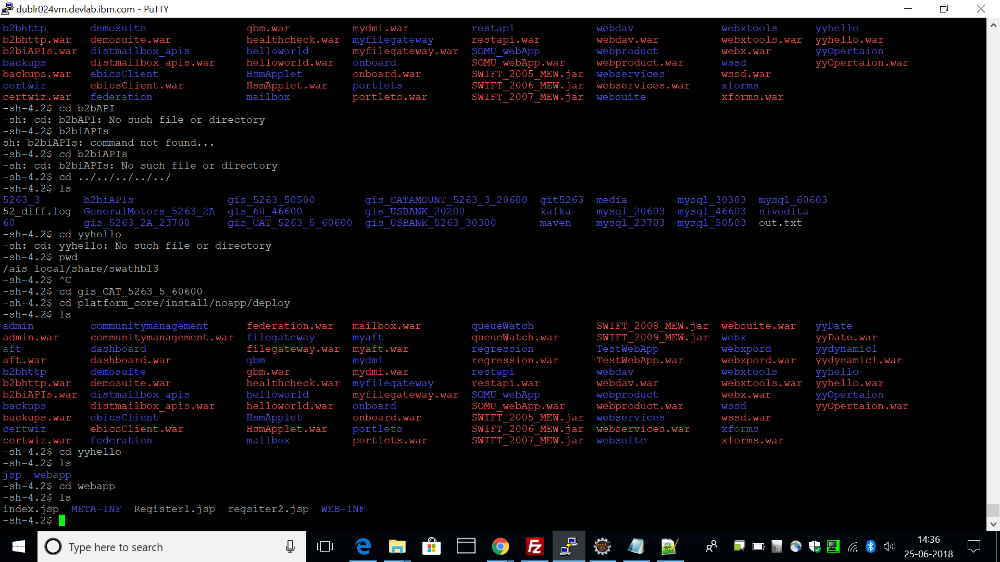 dublr024vm.devlab.ibm.com - PuTTY
b2bhttp demosuite gbm.war mydmi.war restapi webdav webxtools yyhello
b2bhttp.war demosuite.war healthcheck.war myfilegateway restapi.war webdav.war webxtools.war yyhello.war
b2biAPIs.war distmailbox_apis helloworld myfilegateway.war SOMU_webApp webproduct webx.war yyOpertaion
backups distmailbox_apis.war helloworld.war onboard SOMU_webApp.war webproduct.war wssd yyOpertaion.war
backups.war ebicsClient HsmApplet onboard.war SWIFT_2005_MEW.jar webservices wssd.war
certwiz ebicsClient.war HsmApplet.war portlets SWIFT_2006_MEW.jar webservices.war xforms
certwiz.war federation mailbox portlets.war SWIFT_2007_MEW.jar websuite xforms.war
-sh-4.2$ cd b2bAPI
-sh: cd: b2bAPI: No such file or directory
-sh-4.2$ b2biAPIs
sh: b2biAPIs: command not found...
-sh-4.2$ cd b2biAPIs
-sh: cd: b2biAPIs: No such file or directory
-sh-4.2$ cd ../../../../../
-sh-4.2$ ls
5263_3 b2biAPIs gis_5263_50500 gis_CATAMOUNT_5263_3_20600 git5263 media mysql_30303 mysql_60603
52_diff.log GeneralMotors_5263_2A gis_60_46600 gis_USBANK_20200 kafka mysql_20603 mysql_46603 nivedita
60 gis_5263_2A_23700 gis_CAT_5263_5_60600 gis_USBANK_5263_30300 maven mysql_23703 mysql_50503 out.txt
-sh-4.2$ cd yyhello
-sh: cd: yyhello: No such file or directory
-sh-4.2$ pwd
/ais_local/share/swathb13
-sh-4.2$ ^C
-sh-4.2$ cd gis_CAT_5263_5_60600
-sh-4.2$ cd platform_core/install/noapp/deploy
-sh-4.2$ ls
admin communitymanagement federation.war mailbox.war queueWatch SWIFT_2008_MEW.jar websuite.war yyDate
admin.war communitymanagement.war filegateway myaft queueWatch.war SWIFT_2009_MEW.jar webx yyDate.war
aft dashboard filegateway.war myaft.war regression TestWebApp webxpord yydynamic1
aft.war dashboard.war gbm mydmi regression.war TestWebApp.war webxpord.war yydynamic1.war
b2bhttp demosuite gbm.war mydmi.war restapi webdav webxtools yyhello
b2bhttp.war demosuite.war healthcheck.war myfilegateway restapi.war webdav.war webxtools.war yyhello.war
b2biAPIs.war distmailbox_apis helloworld myfilegateway.war SOMU_webApp webproduct webx.war yyOpertaion
backups distmailbox_apis.war helloworld.war onboard SOMU_webApp.war webproduct.war wssd yyOpertaion.war
backups.war ebicsClient HsmApplet onboard.war SWIFT_2005_MEW.jar webservices wssd.war
certwiz ebicsClient.war HsmApplet.war portlets SWIFT_2006_MEW.jar webservices.war xforms
certwiz.war federation mailbox portlets.war SWIFT_2007_MEW.jar websuite xforms.war
-sh-4.2$ cd yyhello
-sh-4.2$ ls
jsp webapp
-sh-4.2$ cd webapp
-sh-4.2$ ls
index.jsp META-INF Register1.jsp regsiter2.jsp WEB-INF
-sh-4.2$
Type here to search
Fz
Java EE
IDE
14:36
25-06-2018